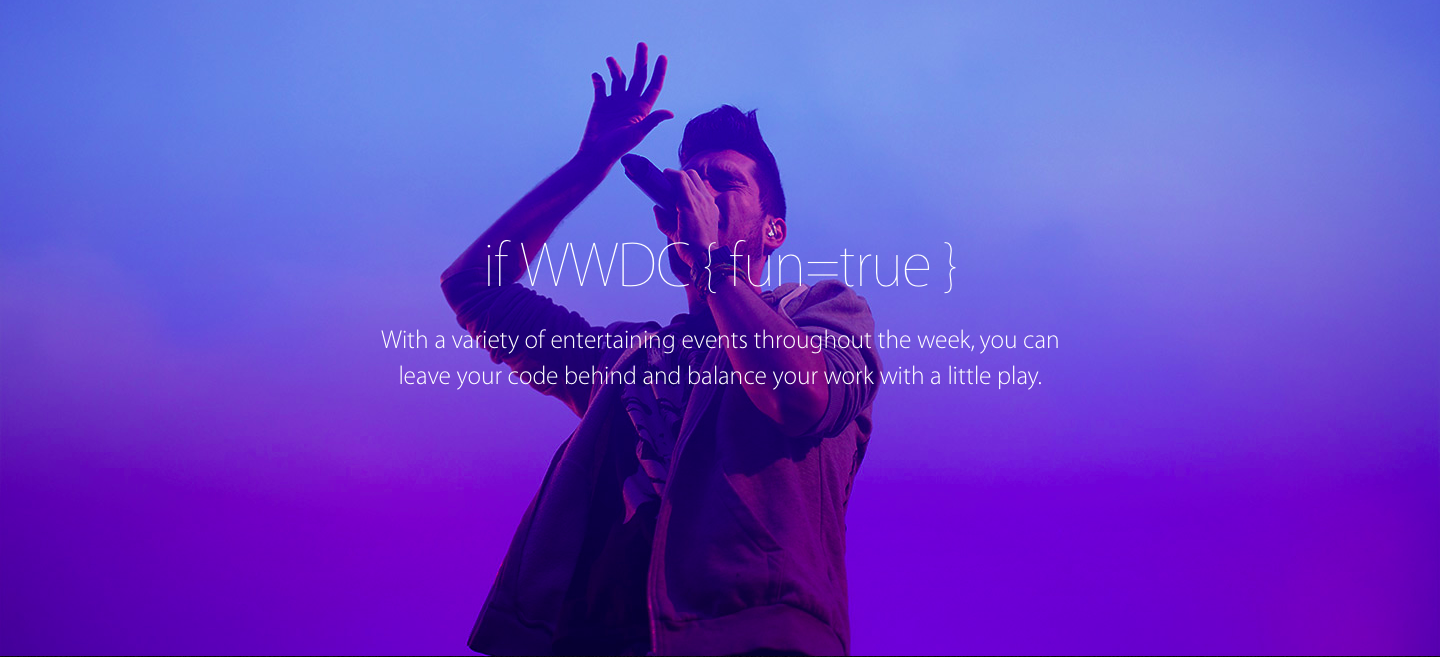 if WWDC { fun=true }
With a variety of entertaining events throughout the week, you can
leave your code behind and balance your work with a little play.